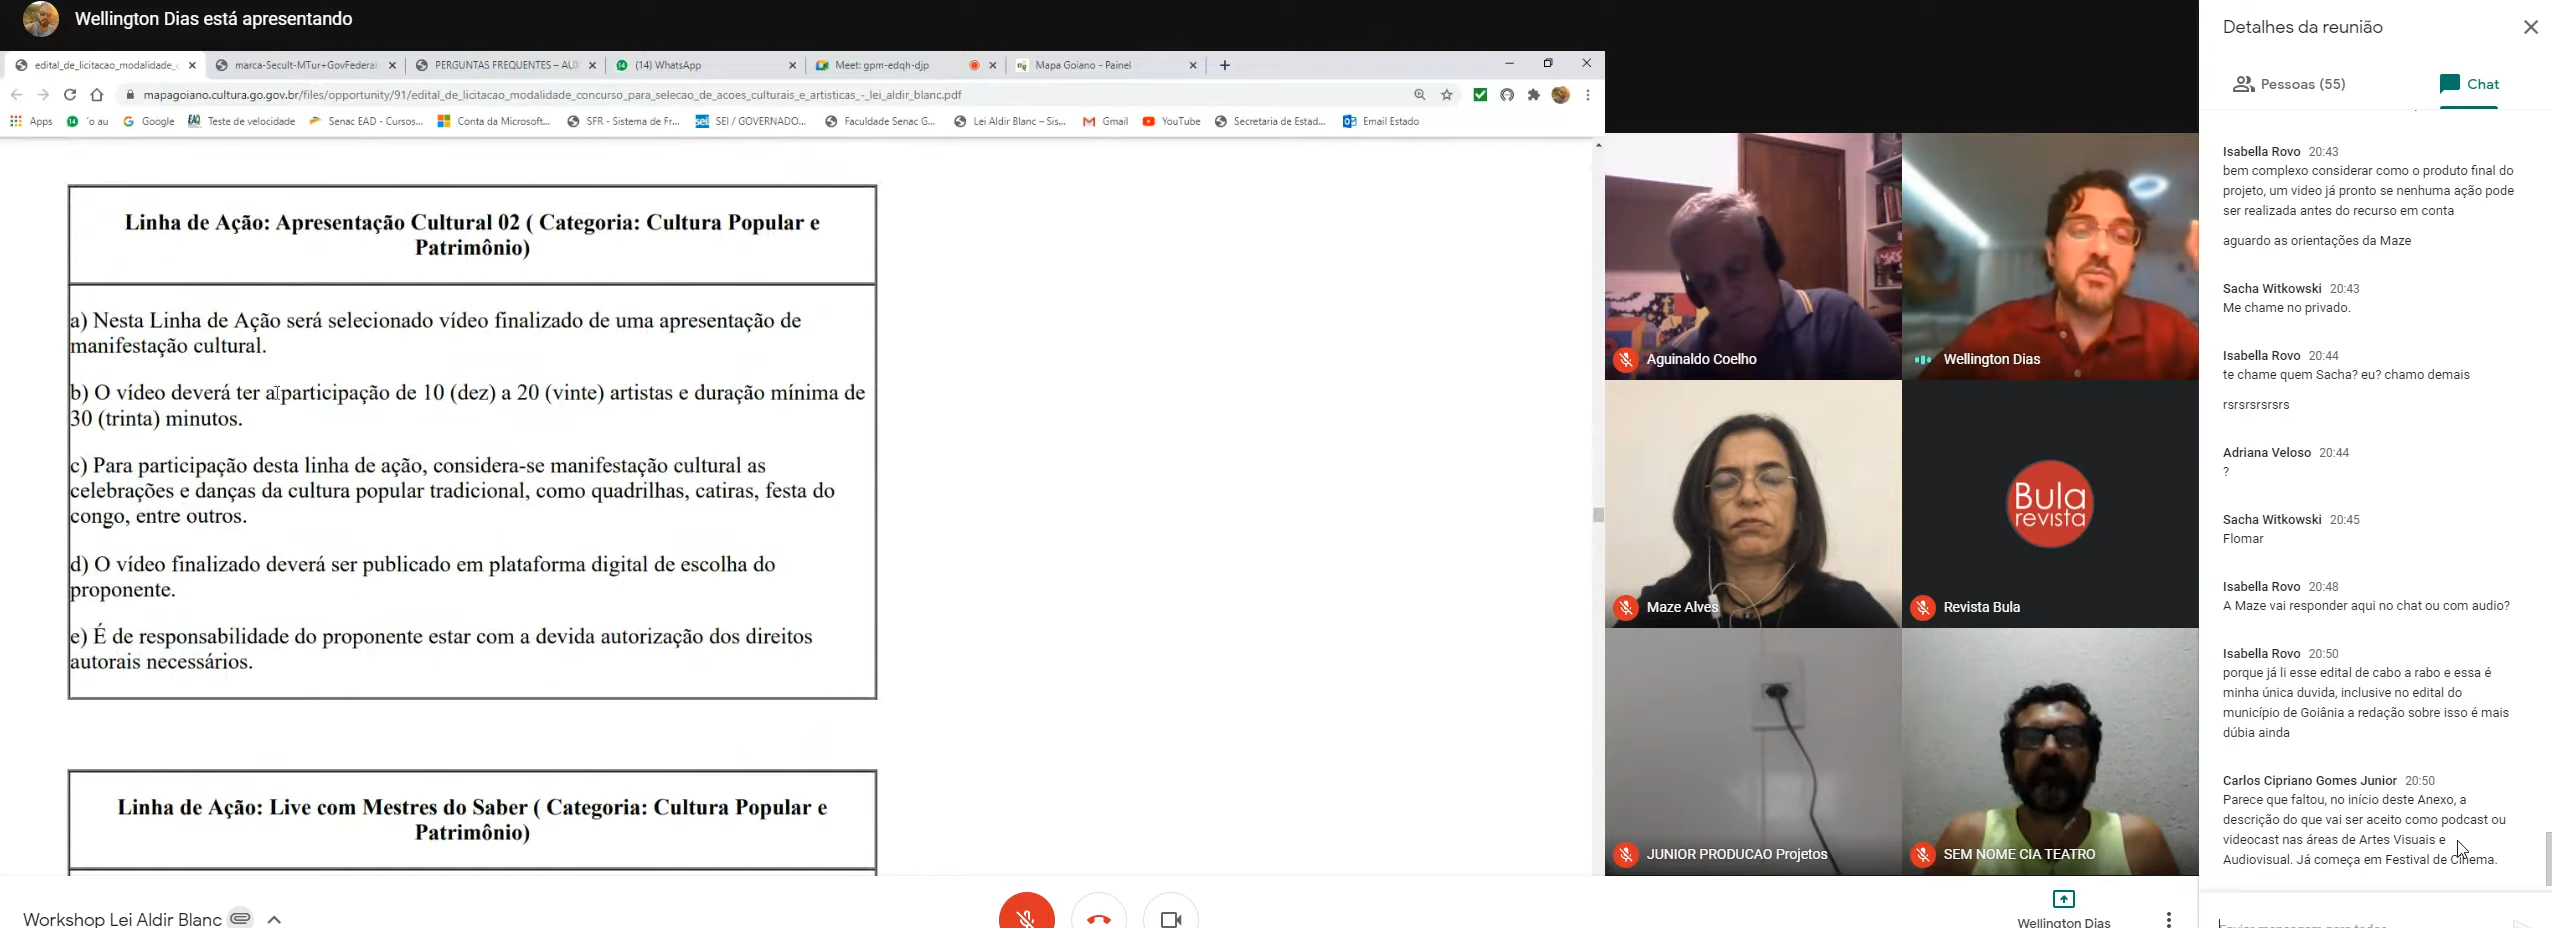 Wellington Dias está apresentando
edital_de_licitacao_modalidade_c
marca-Secult-MTur+GovFederal
PERGUNTAS FREQUENTES – AUX
(14) WhatsApp
Meet: gpm-edqh-djp
Mapa Goiano - Painel
mapagoiano.cultura.go.gov.br/files/opportunity/91/edital_de_licitacao_modalidade_concurso_para_selecao_de_acoes_culturais_e_artisticas_-_lei_aldir_blanc.pdf
Apps
'o au
Google
Teste de velocidade
Senac EAD - Cursos...
Conta da Microsoft...
SFR - Sistema de Fr...
SEI / GOVERNADO...
Faculdade Senac G...
Lei Aldir Blanc – Sis...
Gmail
YouTube
Secretaria de Estad...
Email Estado
Linha de Ação: Apresentação Cultural 02 ( Categoria: Cultura Popular e
Patrimônio)
a) Nesta Linha de Ação será selecionado vídeo finalizado de uma apresentação de
manifestação cultural.
b) O vídeo deverá ter a participação de 10 (dez) a 20 (vinte) artistas e duração mínima de
30 (trinta) minutos.
c) Para participação desta linha de ação, considera-se manifestação cultural as
celebrações e danças da cultura popular tradicional, como quadrilhas, catiras, festa do
congo, entre outros.
d) O vídeo finalizado deverá ser publicado em plataforma digital de escolha do
proponente.
e) É de responsabilidade do proponente estar com a devida autorização dos direitos
autorais necessários.
Linha de Ação: Live com Mestres do Saber ( Categoria: Cultura Popular e
Patrimônio)
Aguinaldo Coelho
Wellington Dias
Maze Alves
Bula
revista
Revista Bula
JUNIOR PRODUCAO Projetos
SEM NOME CIA TEATRO
Detalhes da reunião
Pessoas (55)
Chat
Isabella Rovo 20:43
bem complexo considerar como o produto final do
projeto, um video já pronto se nenhuma ação pode
ser realizada antes do recurso em conta
aguardo as orientações da Maze
Sacha Witkowski 20:43
Me chame no privado.
Isabella Rovo 20:44
te chame quem Sacha? eu? chamo demais
rsrsrsrsrsrs
Adriana Veloso 20:44
?
Sacha Witkowski 20:45
Flomar
Isabella Rovo 20:48
A Maze vai responder aqui no chat ou com audio?
Isabella Rovo 20:50
porque já li esse edital de cabo a rabo e essa é
minha única duvida, inclusive no edital do
município de Goiânia a redação sobre isso é mais
dúbia ainda
Carlos Cipriano Gomes Junior 20:50
Parece que faltou, no início deste Anexo, a
descrição do que vai ser aceito como podcast ou
videocast nas áreas de Artes Visuais e
Audiovisual. Já começa em Festival de Cinema.
Workshop Lei Aldir Blanc
Wellington Dias